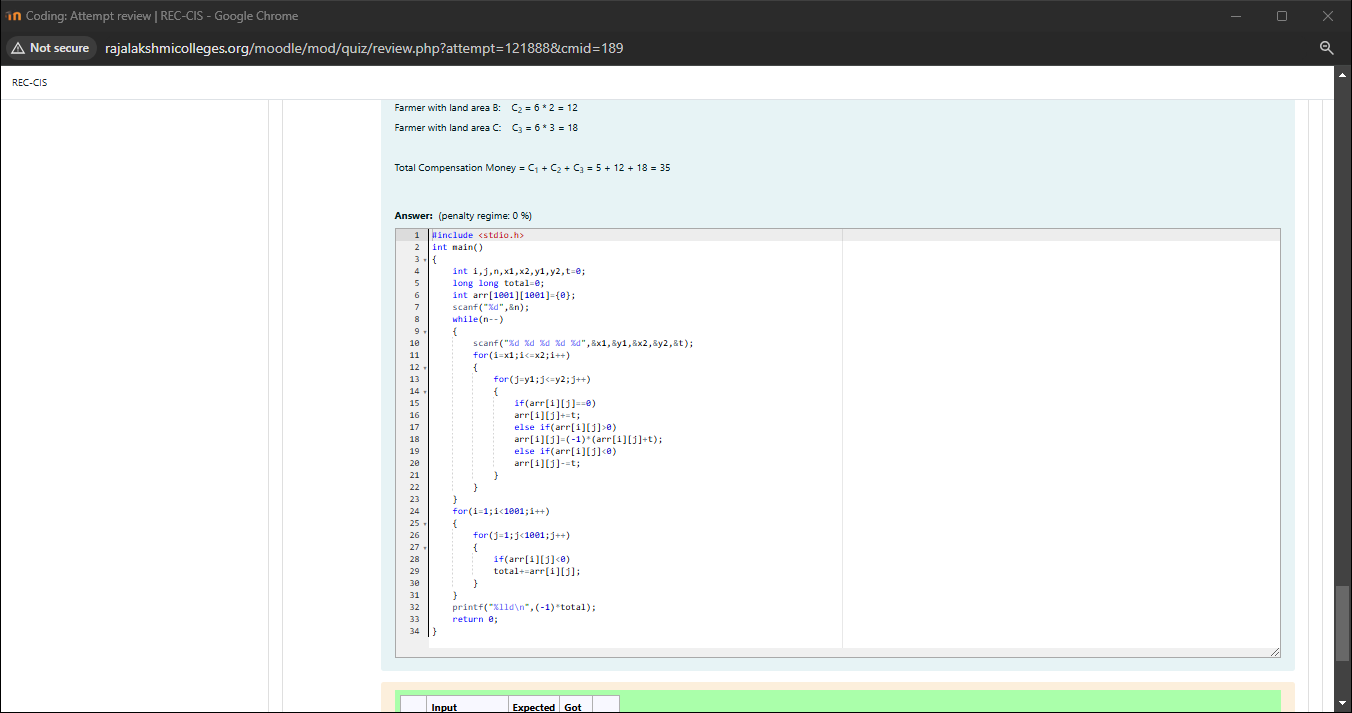 Coding: Attempt review | REC-CIS - Google Chrome
Not secure rajalakshmicolleges.org/moodle/mod/quiz/review.php?attempt=121888&cmid=189
REC-CIS
Farmer with land area B: C₂ = 6 * 2 = 12
Farmer with land area C: C₃ = 6 * 3 = 18
Total Compensation Money = C₁ + C₂ + C₃ = 5 + 12 + 18 = 35
Answer: (penalty regime: 0 %)
1 #include <stdio.h>
2 int main()
3 {
4 int i,j,n,x1,x2,y1,y2,t=0;
5 long long total=0;
6 int arr[1001][1001]={0};
7 scanf("%d",&n);
8 while(n--)
9 {
10 scanf("%d %d %d %d %d",&x1,&y1,&x2,&y2,&t);
11 for(i=x1;i<=x2;i++)
12 {
13 for(j=y1;j<=y2;j++)
14 {
15 if(arr[i][j]==0)
16 arr[i][j]+=t;
17 else if(arr[i][j]>0)
18 arr[i][j]=(-1)*(arr[i][j]+t);
19 else if(arr[i][j]<0)
20 arr[i][j]-=t;
21 }
22 }
23 }
24 for(i=1;i<1001;i++)
25 {
26 for(j=1;j<1001;j++)
27 {
28 if(arr[i][j]<0)
29 total+=arr[i][j];
30 }
31 }
32 printf("%lld\n",(-1)*total);
33 return 0;
34 }
Input Expected Got